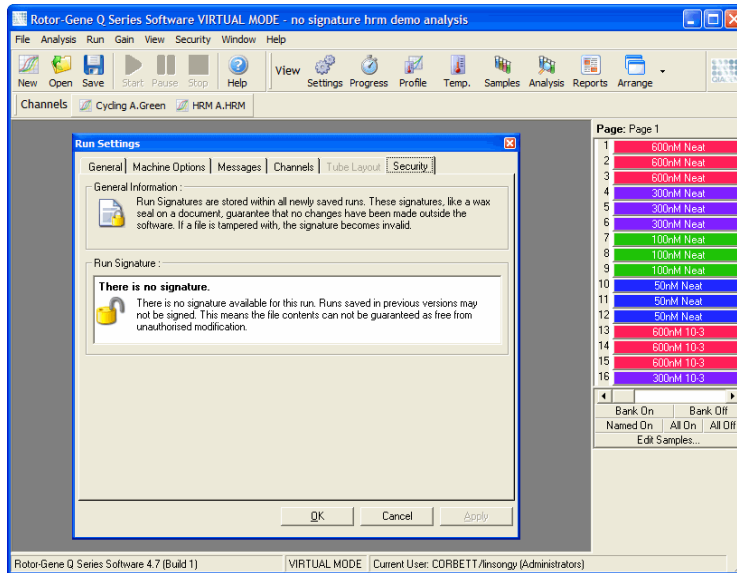 Rotor-Gene Q Series Software VIRTUAL MODE - no signature hrm demo analysis
File Analysis Run Gain View Security Window Help
New Open Save Start Pause Stop Help View Settings Progress Profile Temp. Samples Analysis Reports Arrange
Channels Cycling A.Green HRM A.HRM
Page: Page 1
1 600nM Neat
2 600nM Neat
3 600nM Neat
4 300nM Neat
5 300nM Neat
6 300nM Neat
7 100nM Neat
8 100nM Neat
9 100nM Neat
10 50nM Neat
11 50nM Neat
12 50nM Neat
13 600nM 10-3
14 600nM 10-3
15 600nM 10-3
16 300nM 10-3
Bank On Bank Off
Named On All On All Off
Edit Samples...
Run Settings
General Machine Options Messages Channels Tube Layout Security
General Information :
Run Signatures are stored within all newly saved runs. These signatures, like a wax
seal on a document, guarantee that no changes have been made outside the
software. If a file is tampered with, the signature becomes invalid.
Run Signature :
There is no signature.
There is no signature available for this run. Runs saved in previous versions may
not be signed. This means the file contents can not be guaranteed as free from
unauthorised modification.
OK Cancel Apply
Rotor-Gene Q Series Software 4.7 (Build 1) VIRTUAL MODE Current User: CORBETT/linsongy (Administrators)